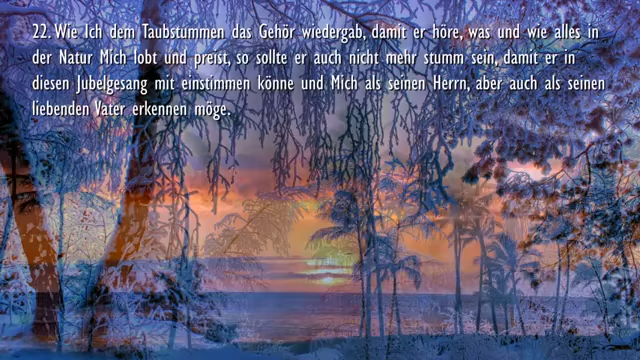 22. Wie Ich dem Taubstummen das Gehör wiedergab, damit er höre, was und wie alles in
der Natur Mich lobt und preist, so sollte er auch nicht mehr stumm sein, damit er in
diesen Jubelgesang mit einstimmen könne und Mich als seinen Herrn, aber auch als seinen
liebenden Vater erkennen möge.